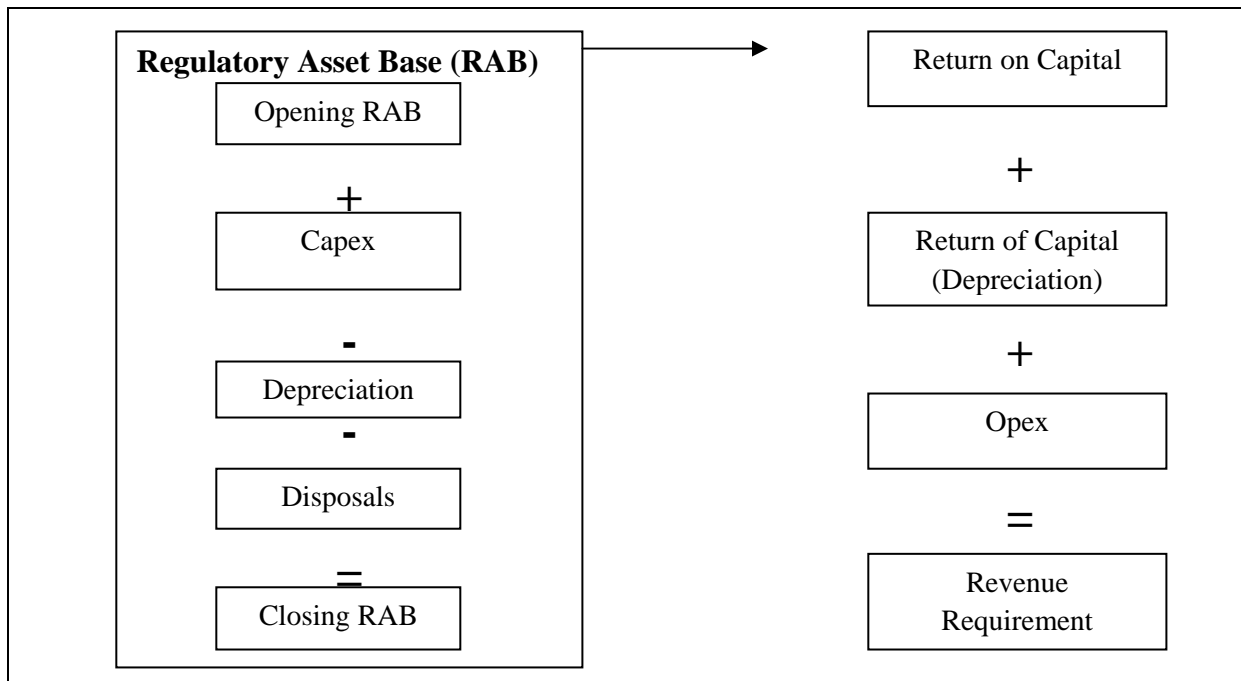 Regulatory Asset Base (RAB)
Opening RAB
+
Capex
-
Depreciation
-
Disposals
=
Closing RAB
Return on Capital
+
Return of Capital
(Depreciation)
+
Opex
=
Revenue
Requirement